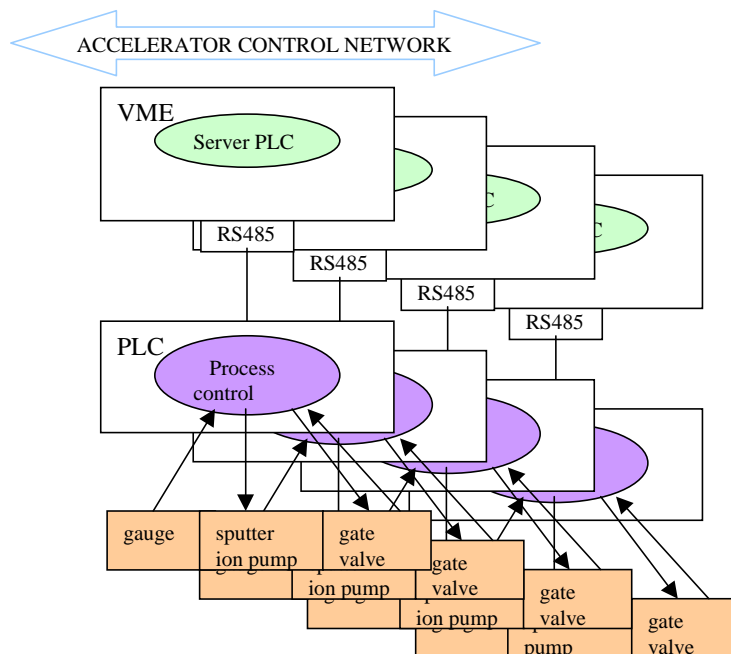 ACCELERATOR CONTROL NETWORK
VME
Server PLC
C
C
RS485
RS485
RS485
RS485
PLC
Process
control
gauge
sputter
ion pump
gate
valve
ion pump
gate
valve
ion pump
gate
valve
pump
gate
valve